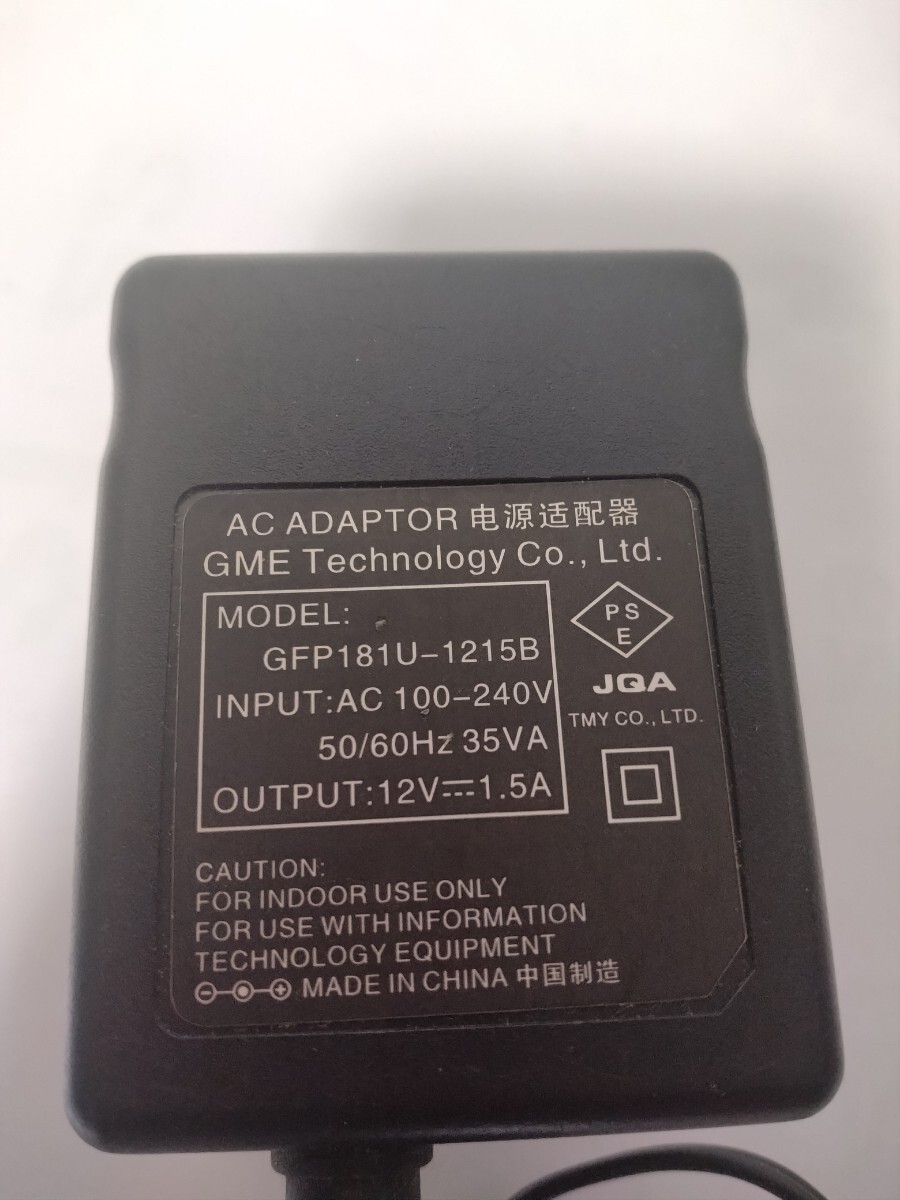 AC ADAPTOR 电源适配器
GME Technology Co., Ltd.
MODEL:
GFP181U-1215B
INPUT:AC 100-240V
50/60Hz 35VA
OUTPUT:12V⎓1.5A
PS
E
JQA
TMY CO., LTD.
CAUTION:
FOR INDOOR USE ONLY
FOR USE WITH INFORMATION
TECHNOLOGY EQUIPMENT
MADE IN CHINA 中国制造